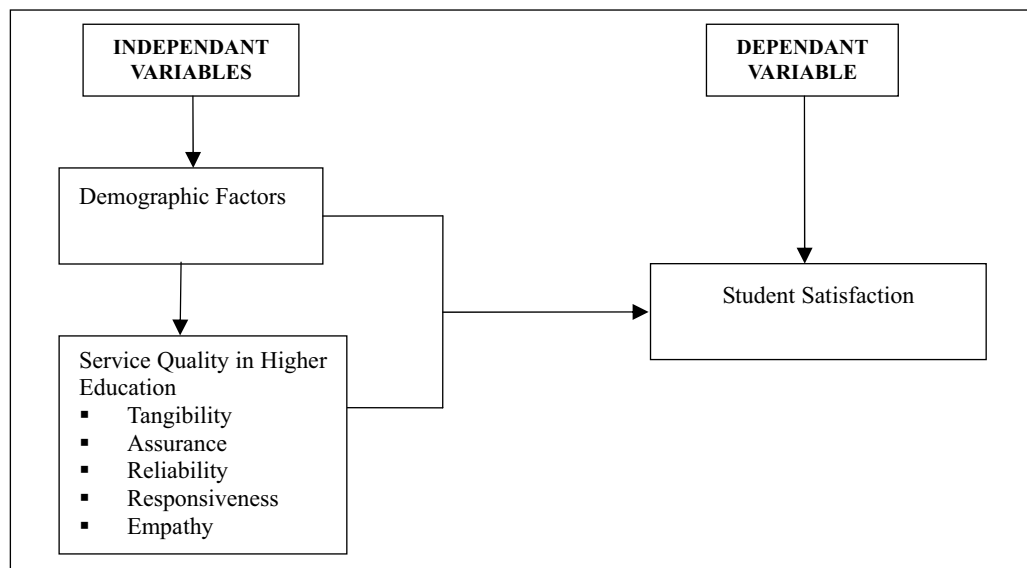 INDEPENDANT
VARIABLES
DEPENDANT
VARIABLE
Demographic Factors
Student Satisfaction
Service Quality in Higher
Education
▪ Tangibility
▪ Assurance
▪ Reliability
▪ Responsiveness
▪ Empathy